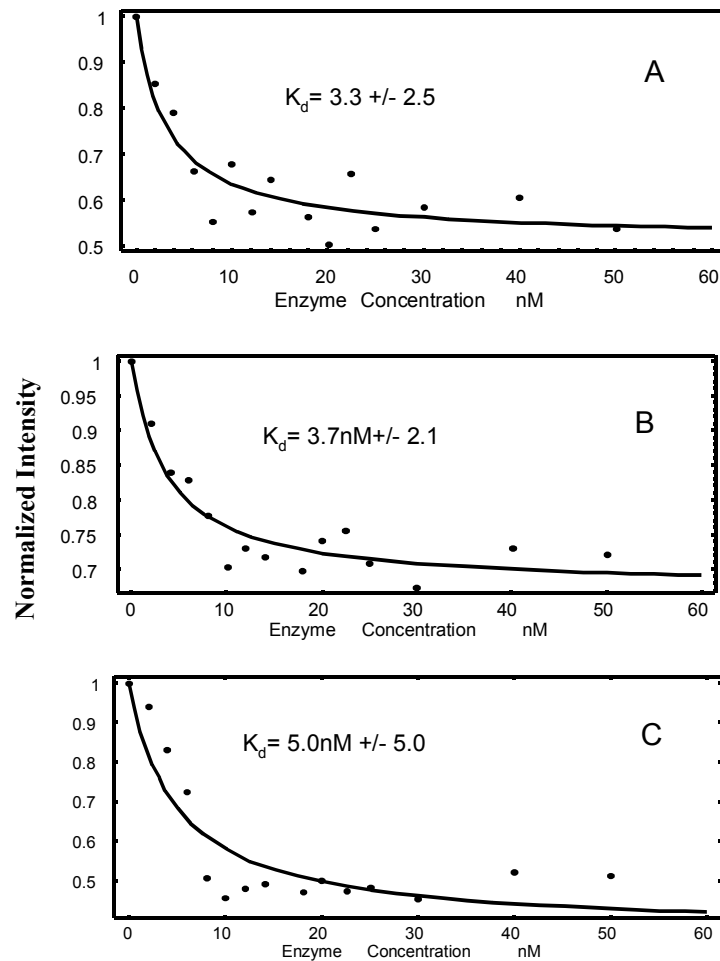 1
0.9
A
K_d= 3.3 +/- 2.5
0.8
0.7
0.6
0.5
0 10 20 30 40 50 60
Enzyme Concentration nM
Normalized Intensity
1
0.95
B
0.9
K_d= 3.7nM+/- 2.1
0.85
0.8
0.75
0.7
0 10 20 30 40 50 60
Enzyme Concentration nM
1
0.9
C
K_d= 5.0nM +/- 5.0
0.8
0.7
0.6
0.5
0 10 20 30 40 50 60
Enzyme Concentration nM